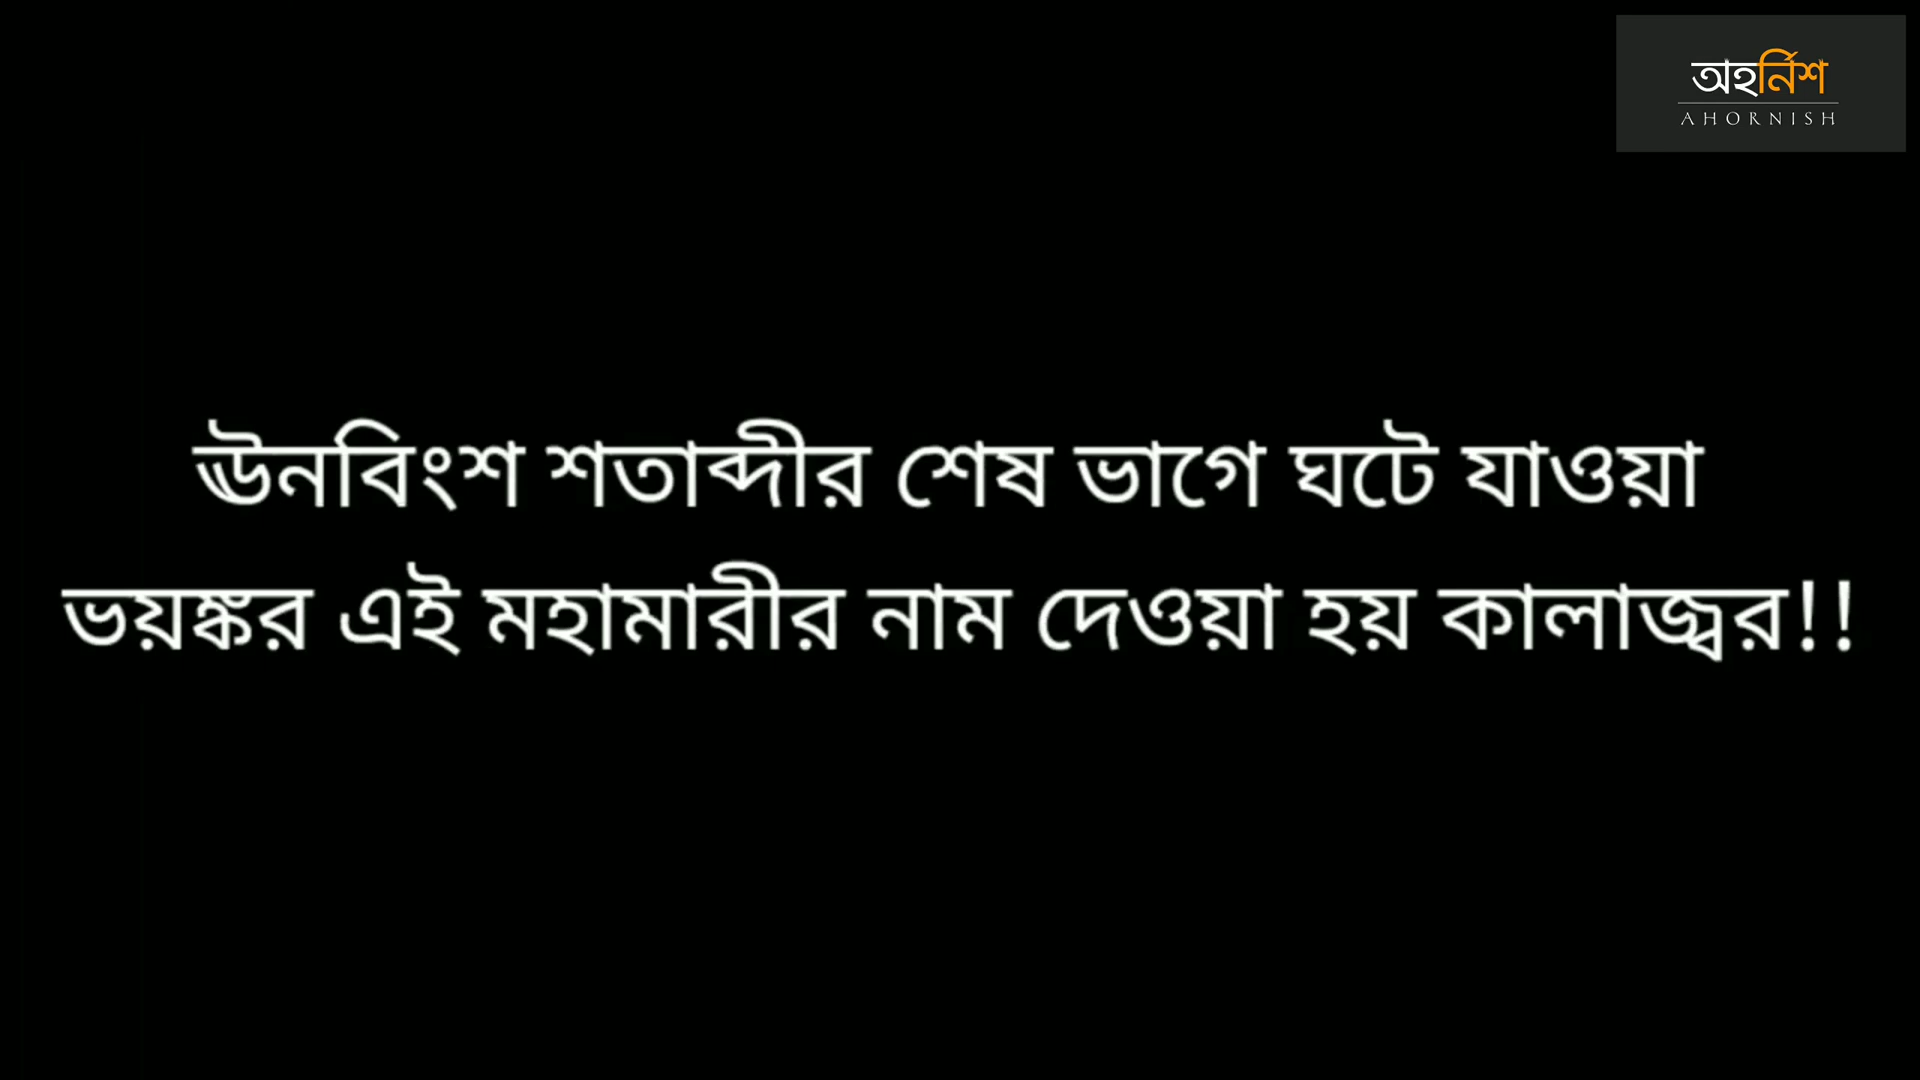 অহর্নিশ
AHORNISH
ঊনবিংশ শতাব্দীর শেষ ভাগে ঘটে যাওয়া
ভয়ঙ্কর এই মহামারীর নাম দেওয়া হয় কালাজ্বর!!